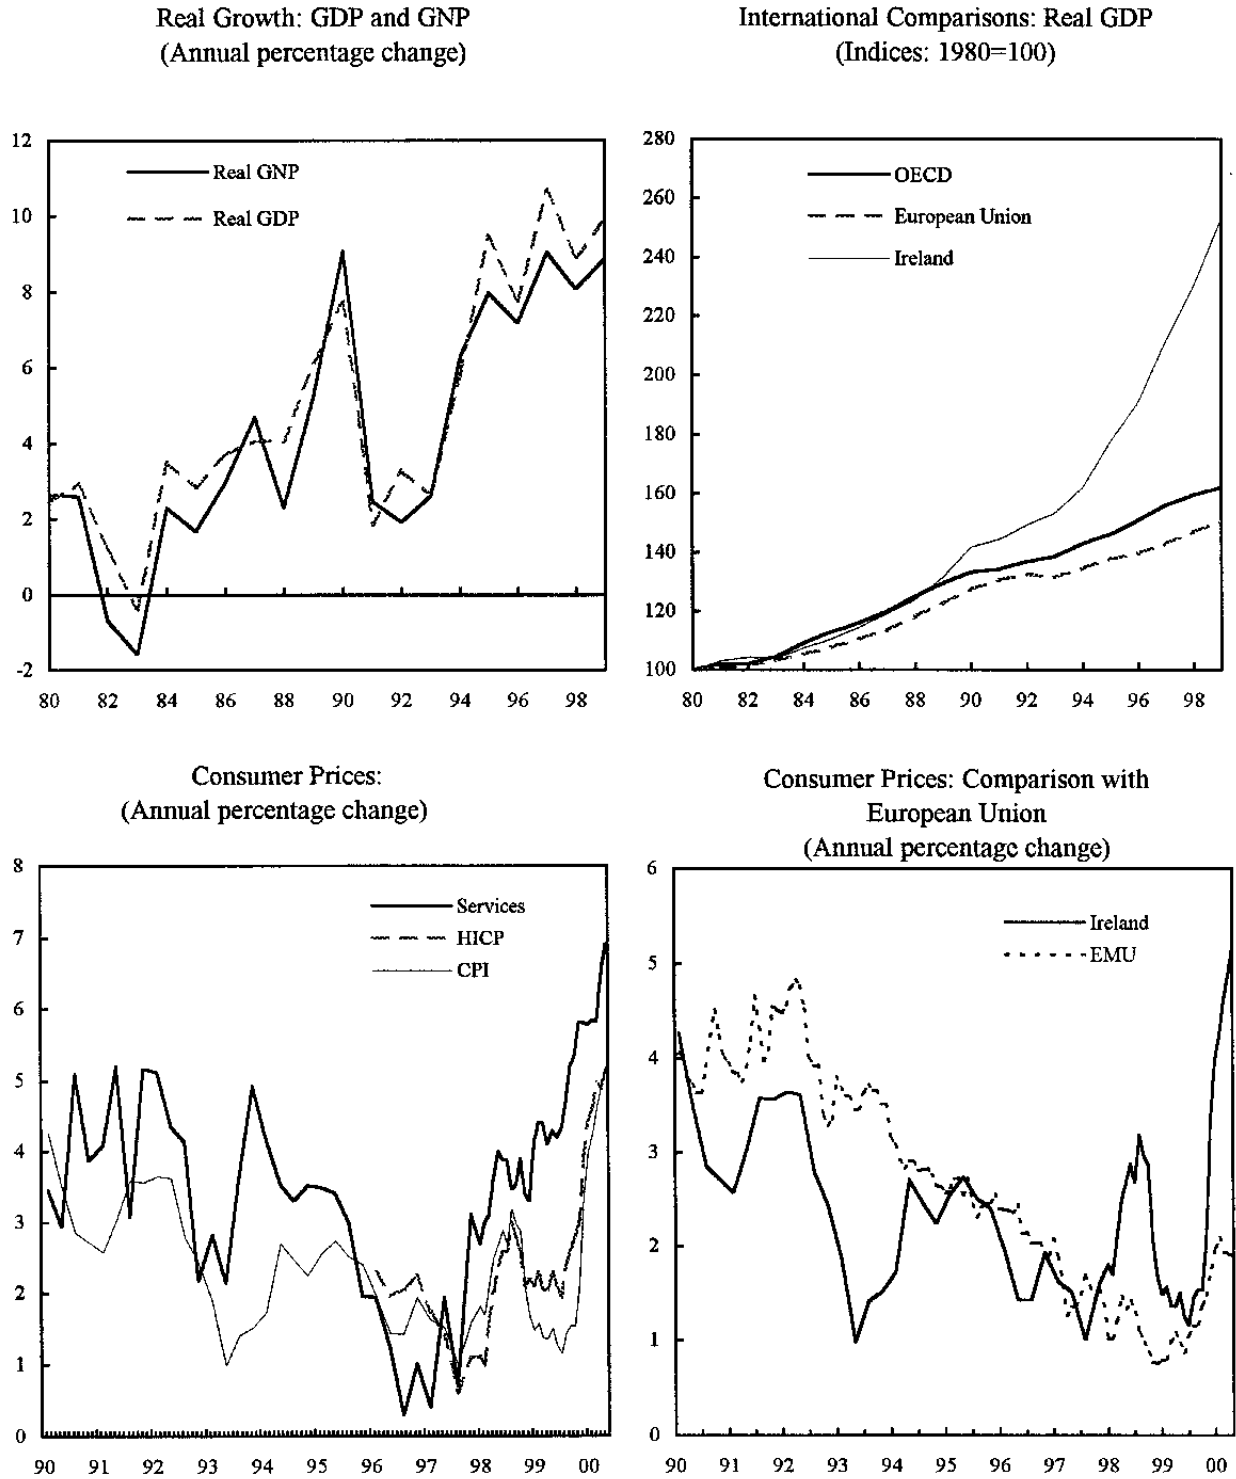 Real Growth: GDP and GNP
(Annual percentage change)
12
10
8
6
4
2
0
-2
Real GNP
Real GDP
80 82 84 86 88 90 92 94 96 98
International Comparisons: Real GDP
(Indices: 1980=100)
280
260
240
220
200
180
160
140
120
100
OECD
European Union
Ireland
80 82 84 86 88 90 92 94 96 98
Consumer Prices:
(Annual percentage change)
8
7
6
5
4
3
2
1
0
Services
HICP
CPI
90 91 92 93 94 95 96 97 98 99 00
Consumer Prices: Comparison with
European Union
(Annual percentage change)
6
5
4
3
2
1
0
Ireland
EMU
90 91 92 93 94 95 96 97 98 99 00